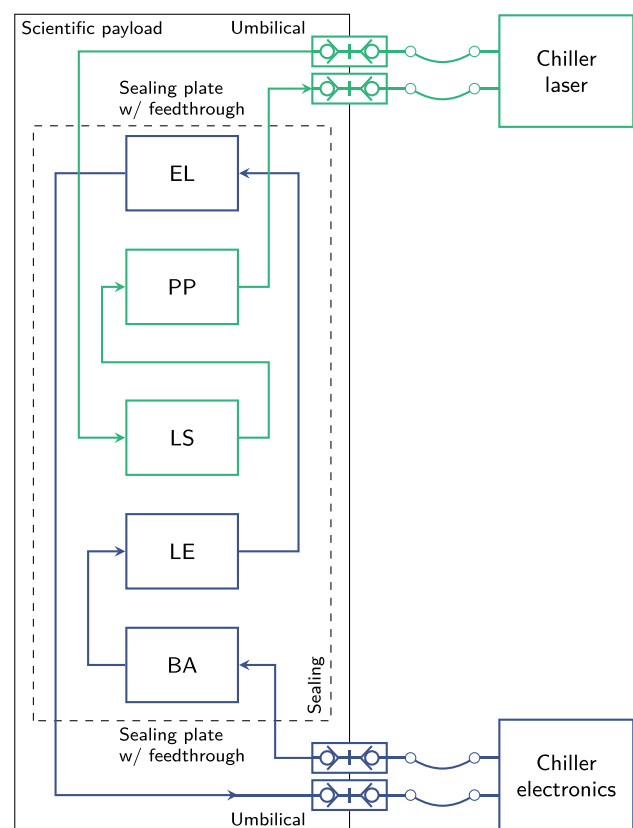 Scientific payload
Umbilical
Chiller
laser
Sealing plate
w/ feedthrough
EL
PP
LS
LE
BA
Sealing
Sealing plate
w/ feedthrough
Chiller
electronics
Umbilical